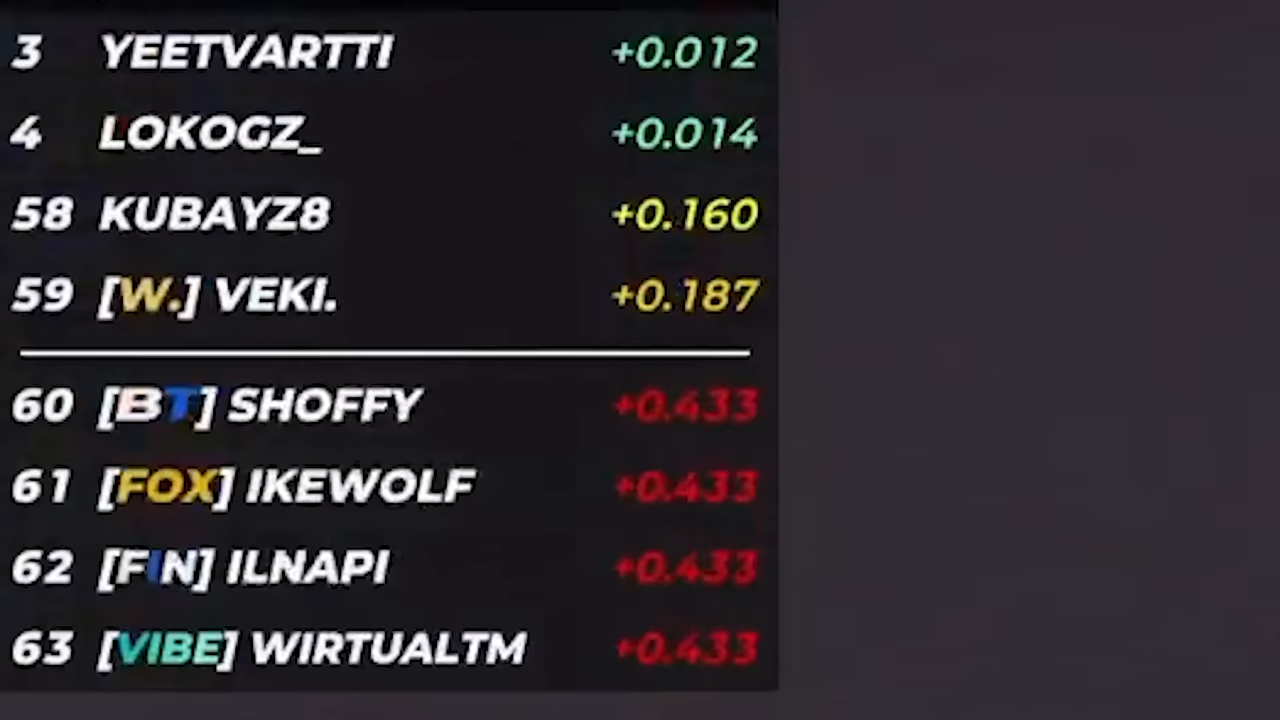 3 YEETVARTTI +0.012
4 LOKOGZ_ +0.014
58 KUBAYZ8 +0.160
59 [W.] VEKI. +0.187
60 [BT] SHOFFY +0.433
61 [FOX] IKEWOLF +0.433
62 [FIN] ILNAPI +0.433
63 [VIBE] WIRTUALTM +0.433